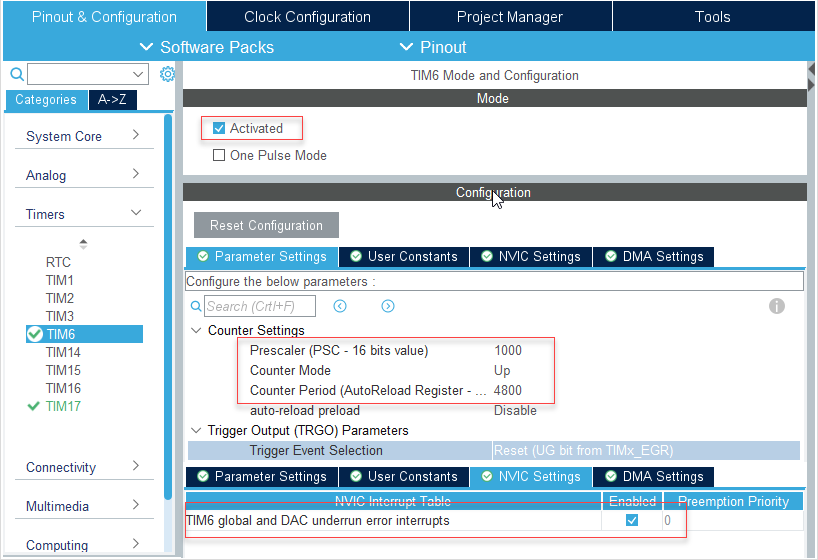 Pinout & Configuration Clock Configuration Project Manager Tools
Software Packs Pinout
Categories A->Z
System Core
Analog
Timers
RTC
TIM1
TIM2
TIM3
TIM6
TIM14
TIM15
TIM16
TIM17
Connectivity
Multimedia
Computing
TIM6 Mode and Configuration
Mode
Activated
One Pulse Mode
Configuration
Reset Configuration
Parameter Settings User Constants NVIC Settings DMA Settings
Configure the below parameters :
Search (Crtl+F)
Counter Settings
Prescaler (PSC - 16 bits value) 1000
Counter Mode Up
Counter Period (AutoReload Register - ... 4800
auto-reload preload Disable
Trigger Output (TRGO) Parameters
Trigger Event Selection Reset (UG bit from TIMx_EGR)
Parameter Settings User Constants NVIC Settings DMA Settings
NVIC Interrupt Table Enabled Preemption Priority
TIM6 global and DAC underrun error interrupts 0